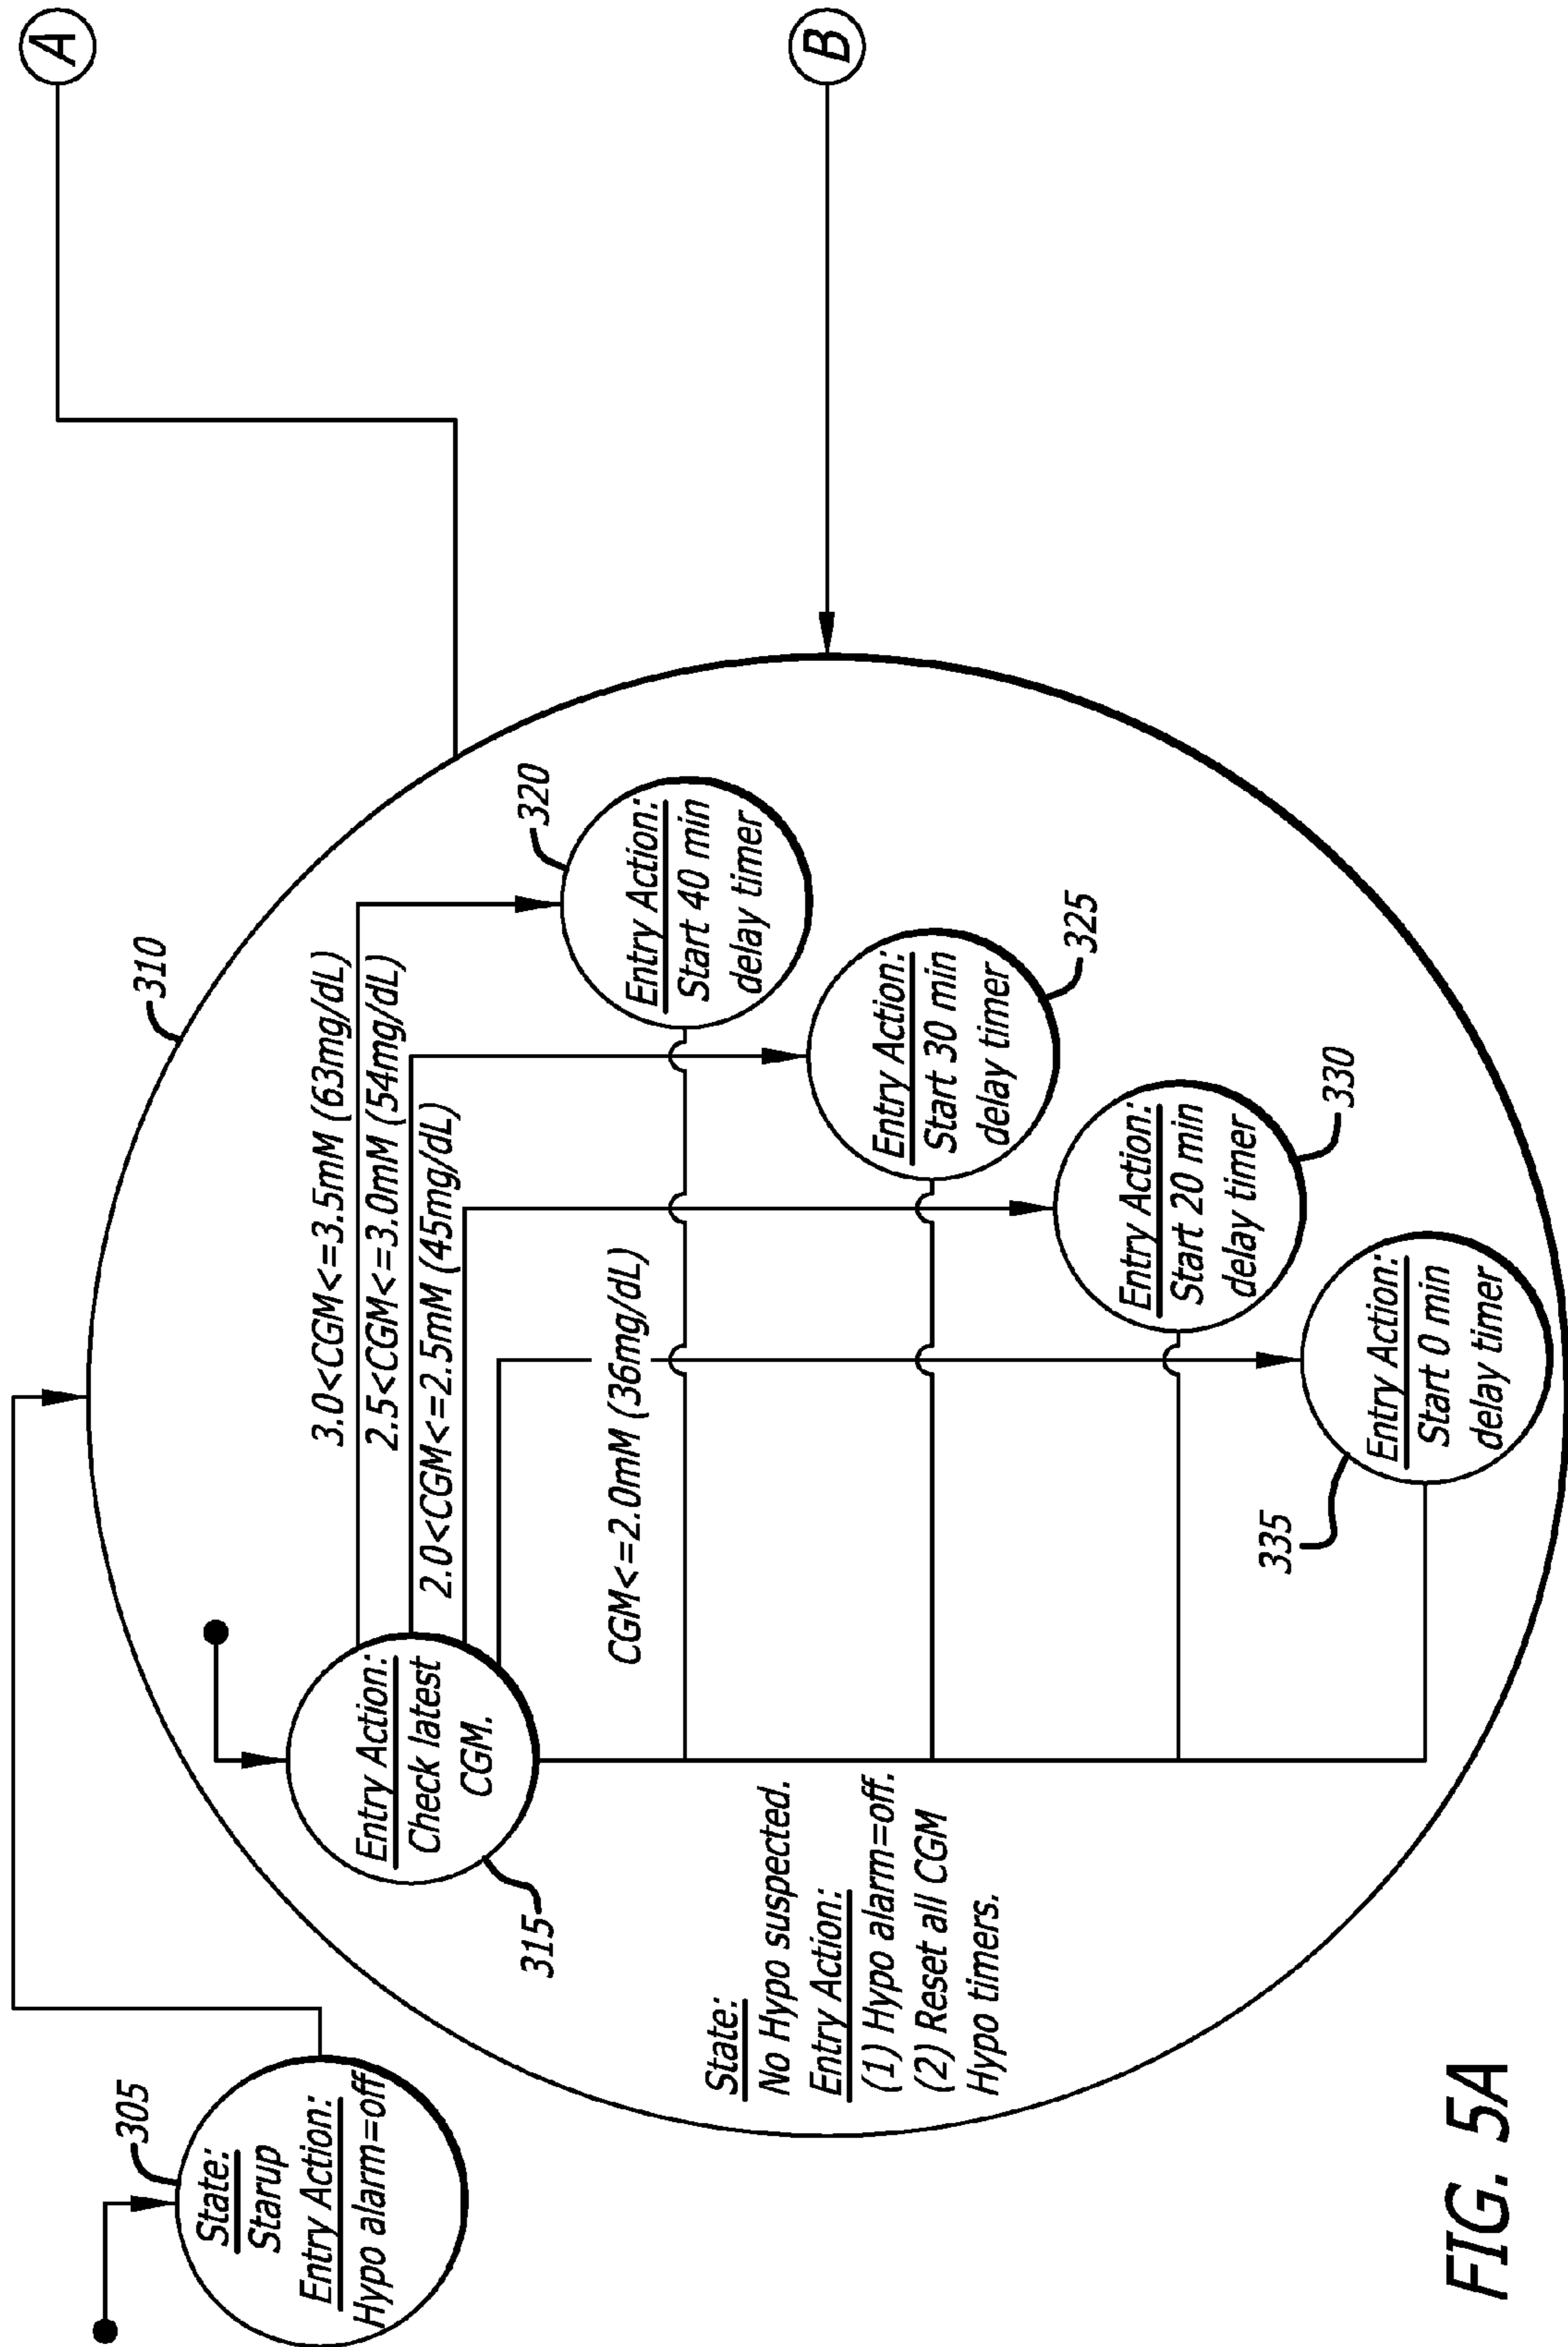 305
State:
Starup
Entry Action:
Hypo alarm=off
310
A
B
315
Entry Action:
Check latest
CGM.
3.0<CGM<=3.5mM (63mg/dL)
2.5<CGM<=3.0mM (54mg/dL)
2.0<CGM<=2.5mM (45mg/dL)
CGM<=2.0mM (36mg/dL)
320
Entry Action:
Start 40 min
delay timer
325
Entry Action:
Start 30 min
delay timer
330
Entry Action:
Start 20 min
delay timer
335
Entry Action:
Start 0 min
delay timer
State:
No Hypo suspected.
Entry Action:
(1) Hypo alarm=off.
(2) Reset all CGM
Hypo timers.
FIG. 5A